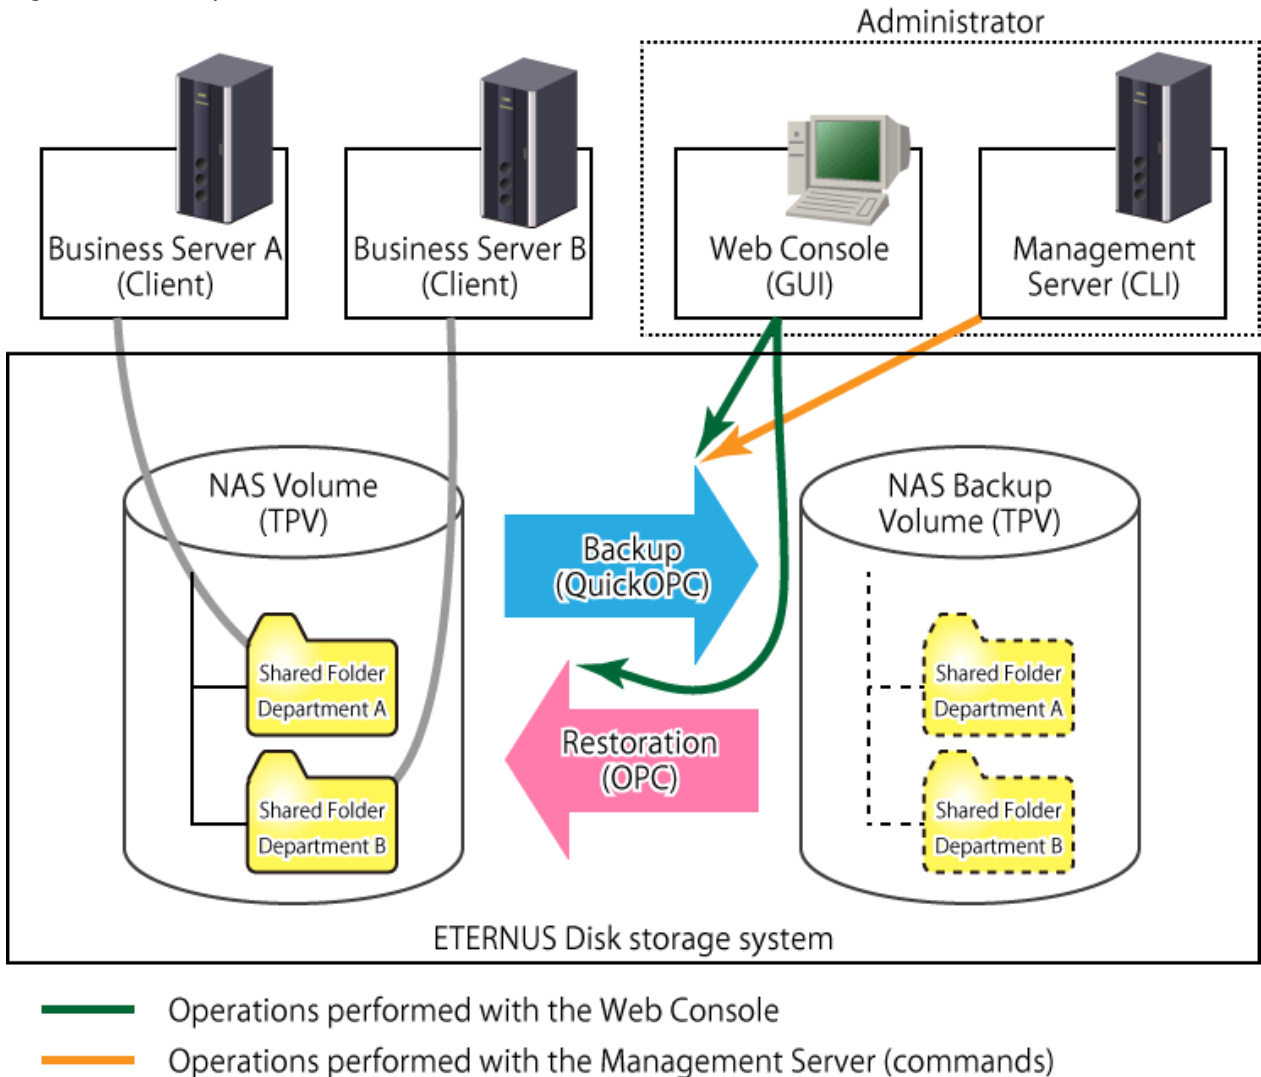 Administrator
Business Server A
(Client)
Business Server B
(Client)
Web Console
(GUI)
Management
Server (CLI)
NAS Volume
(TPV)
NAS Backup
Volume (TPV)
Backup
(QuickOPC)
Shared Folder
Department A
Shared Folder
Department A
Restoration
(OPC)
Shared Folder
Department B
Shared Folder
Department B
ETERNUS Disk storage system
Operations performed with the Web Console
Operations performed with the Management Server (commands)